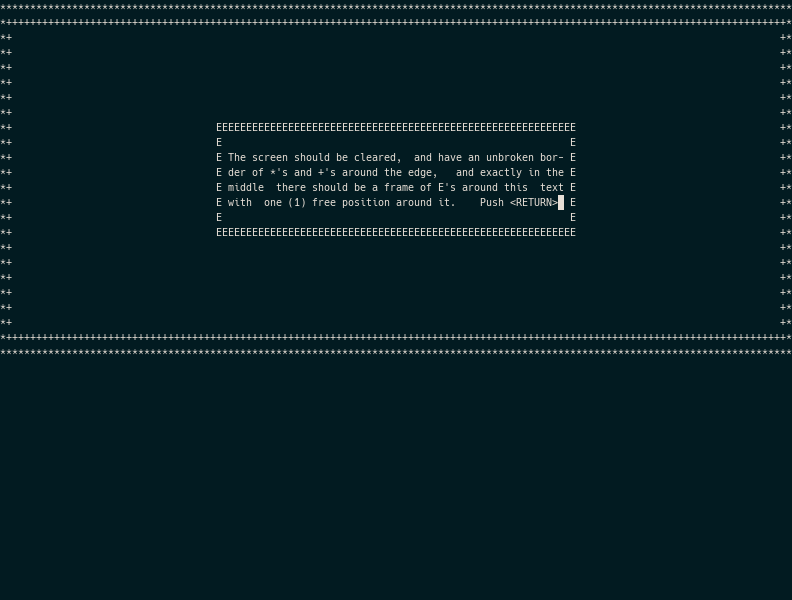 ************************************************************************************************************************************
*++++++++++++++++++++++++++++++++++++++++++++++++++++++++++++++++++++++++++++++++++++++++++++++++++++++++++++++++++++++++++++++++++*
*+ +*
*+ +*
*+ +*
*+ +*
*+ +*
*+ +*
*+ EEEEEEEEEEEEEEEEEEEEEEEEEEEEEEEEEEEEEEEEEEEEEEEEEEEEEEEEEEEE +*
*+ E E +*
*+ E The screen should be cleared,  and have an unbroken bor- E +*
*+ E der of *'s and +'s around the edge,   and exactly in the E +*
*+ E middle  there should be a frame of E's around this  text E +*
*+ E with  one (1) free position around it.    Push <RETURN> E +*
*+ E E +*
*+ EEEEEEEEEEEEEEEEEEEEEEEEEEEEEEEEEEEEEEEEEEEEEEEEEEEEEEEEEEEE +*
*+ +*
*+ +*
*+ +*
*+ +*
*+ +*
*+ +*
*++++++++++++++++++++++++++++++++++++++++++++++++++++++++++++++++++++++++++++++++++++++++++++++++++++++++++++++++++++++++++++++++++*
************************************************************************************************************************************